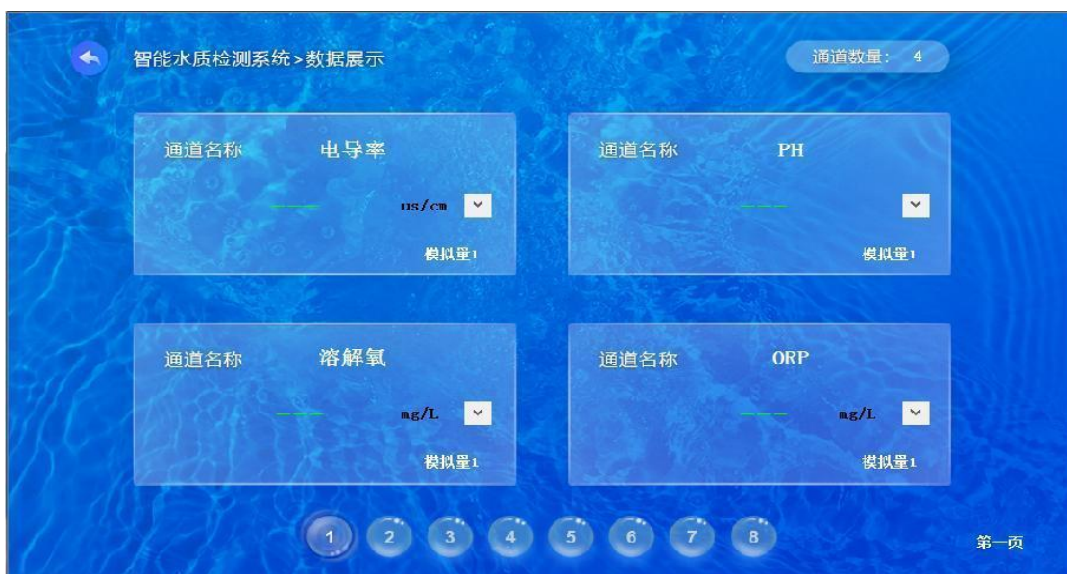 智能水质检测系统>数据展示
通道数量: 4
通道名称 电导率
--- us/cm
模拟量1
通道名称 PH
---
模拟量1
通道名称 溶解氧
--- mg/L
模拟量1
通道名称 ORP
--- mg/L
模拟量1
1 2 3 4 5 6 7 8
第一页